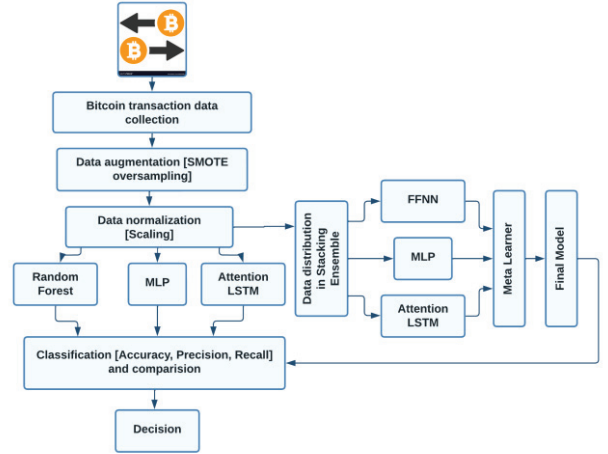 Bitcoin transaction data
collection
Data augmentation [SMOTE
oversampling]
Data normalization
[Scaling]
Random
Forest
MLP
Attention
LSTM
Data distribution
in Stacking
Ensemble
FFNN
MLP
Attention
LSTM
Meta Learner
Final Model
Classification [Accuracy, Precision, Recall]
and comparision
Decision